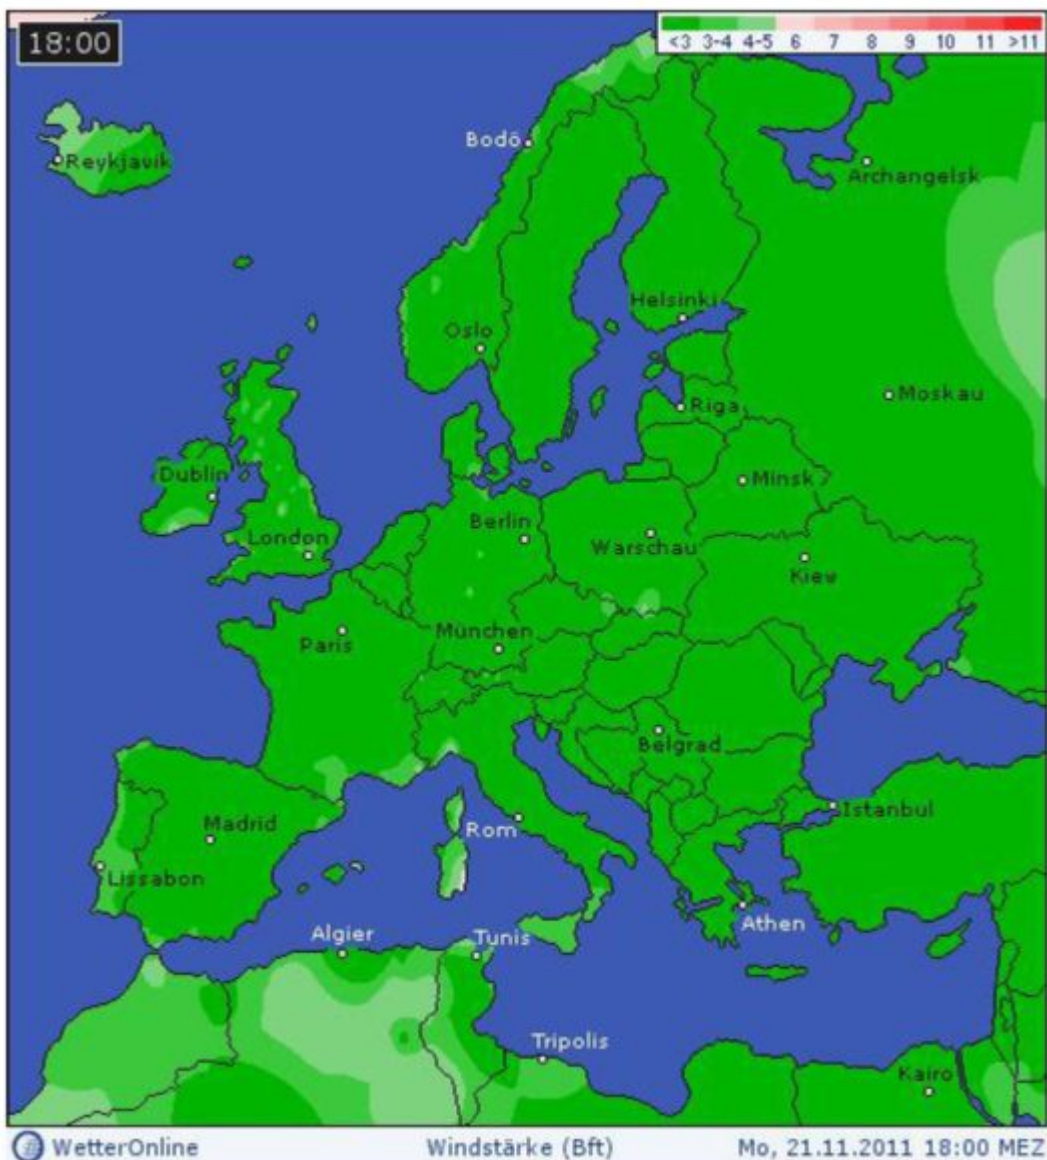 18:00
<3 3-4 4-5 6 7 8 9 10 11 >11
Reykjavik
Bodö
Archangelsk
Helsinki
Oslo
Moskau
Riga
Dublin
Minsk
Berlin
London
Warschau
Kiew
München
Paris
Belgrad
Istanbul
Madrid
Rom
Lissabon
Athen
Algier
Tunis
Tripolis
Kairo
WetterOnline Windstärke (Bft) Mo, 21.11.2011 18:00 MEZ